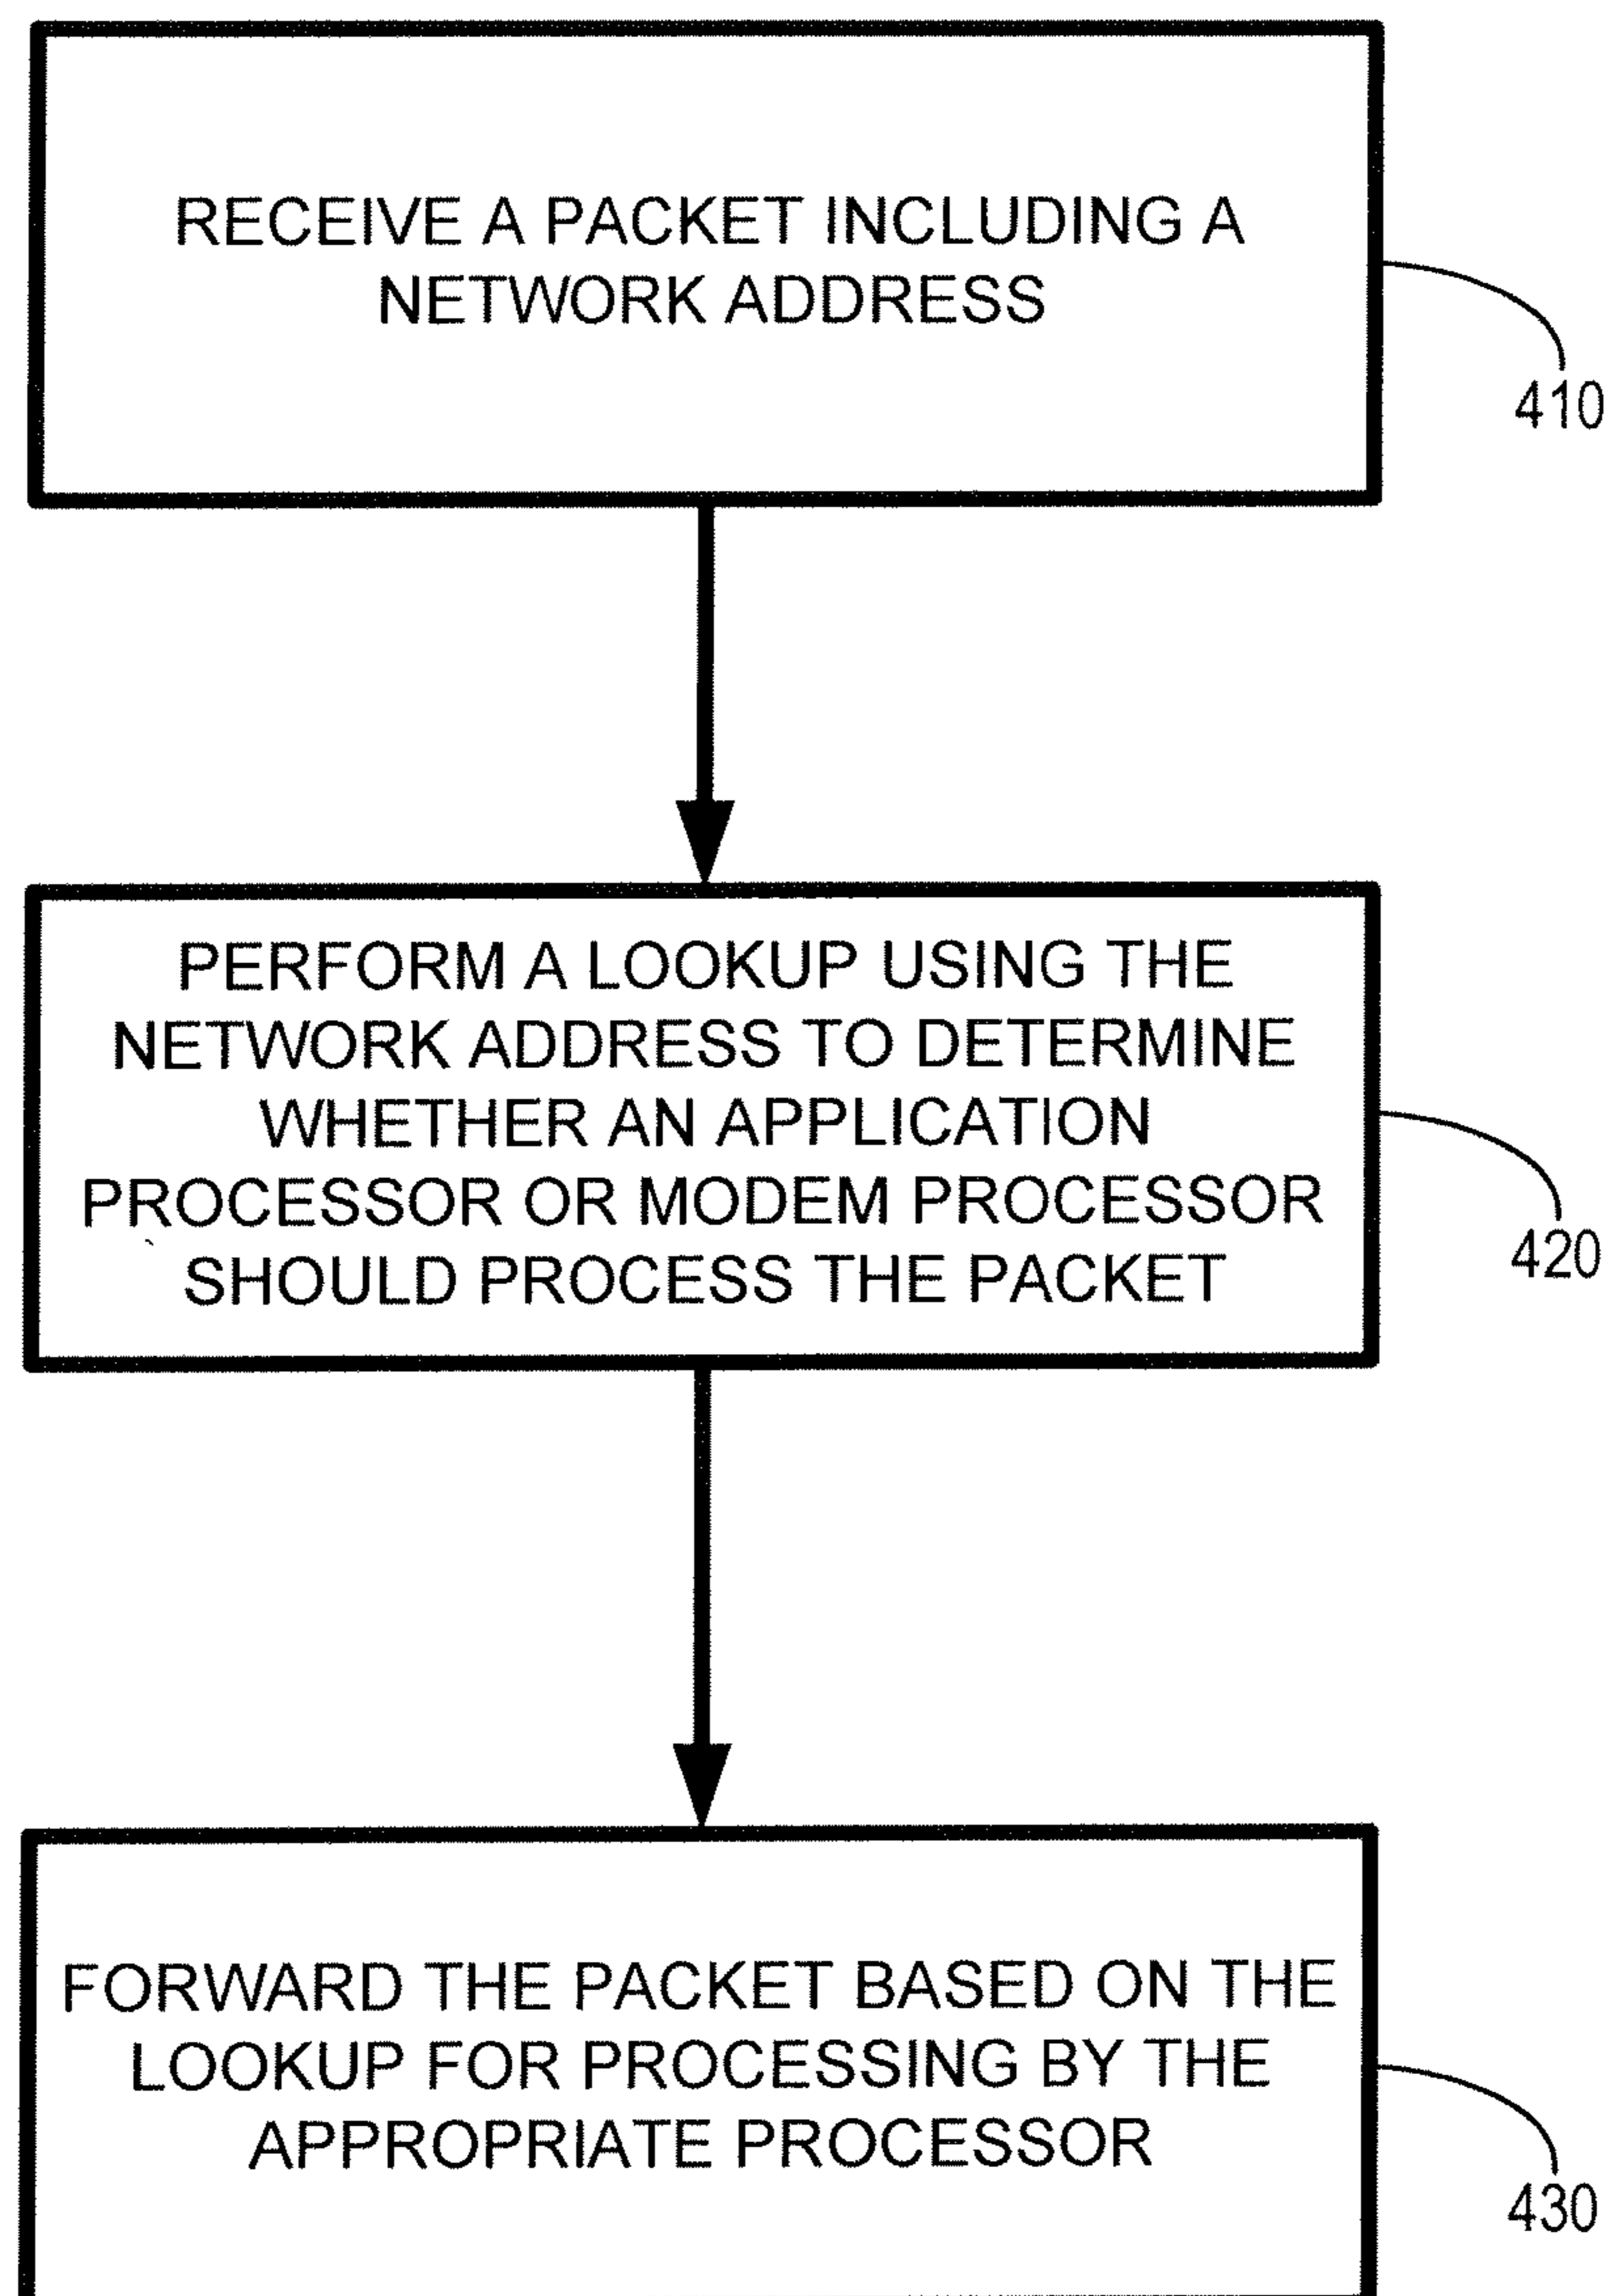 RECEIVE A PACKET INCLUDING A
NETWORK ADDRESS
410
PERFORM A LOOKUP USING THE
NETWORK ADDRESS TO DETERMINE
WHETHER AN APPLICATION
PROCESSOR OR MODEM PROCESSOR
SHOULD PROCESS THE PACKET
420
FORWARD THE PACKET BASED ON THE
LOOKUP FOR PROCESSING BY THE
APPROPRIATE PROCESSOR
430